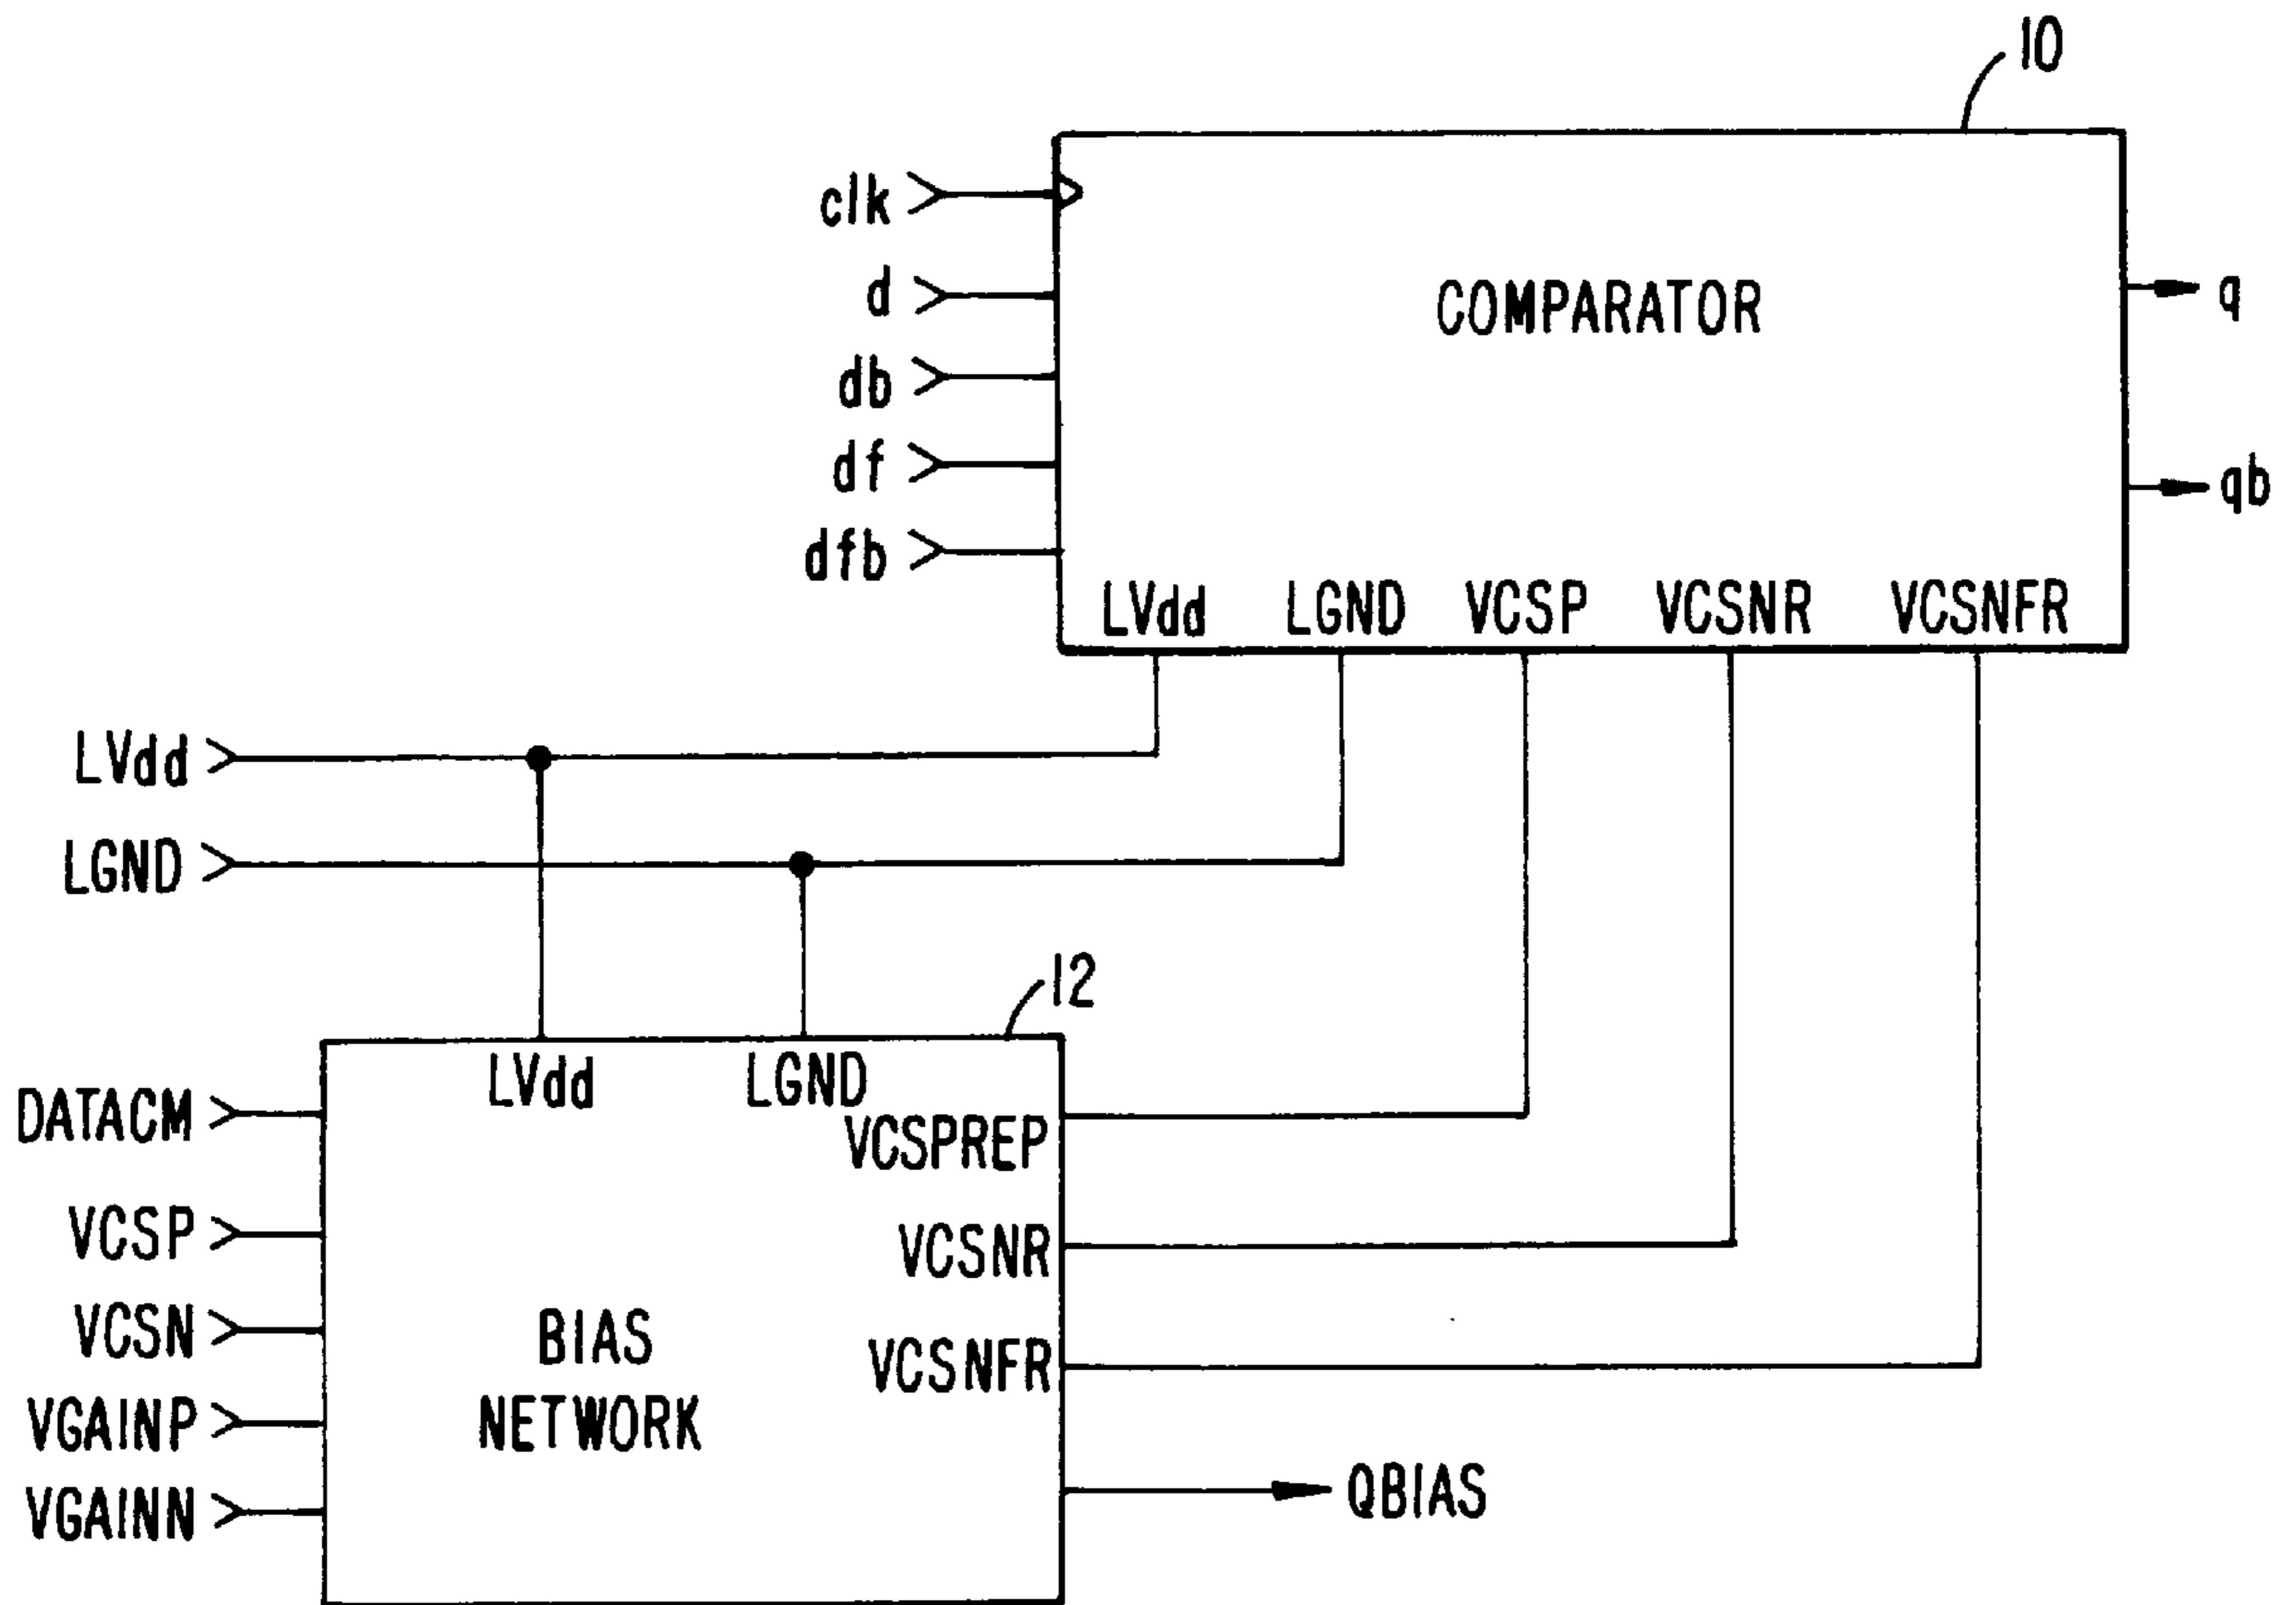 10
clk
d
db
df
dfb
COMPARATOR
q
qb
LVdd LGND VCSP VCSNR VCSNFR
LVdd
LGND
12
LVdd LGND
DATACM
VCSP
VCSN
VGAINP
VGAINN
BIAS
NETWORK
VCSPREP
VCSNR
VCSNFR
QBIAS